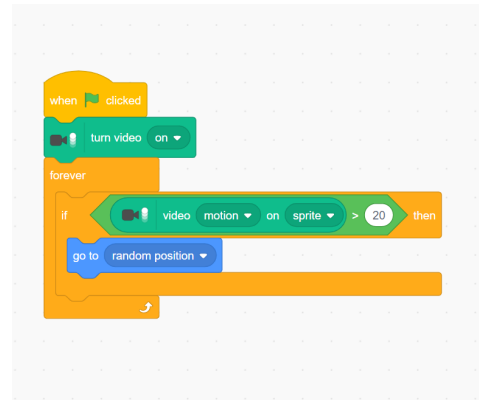 when clicked
turn video on
forever
if video motion on sprite > 20 then
go to random position